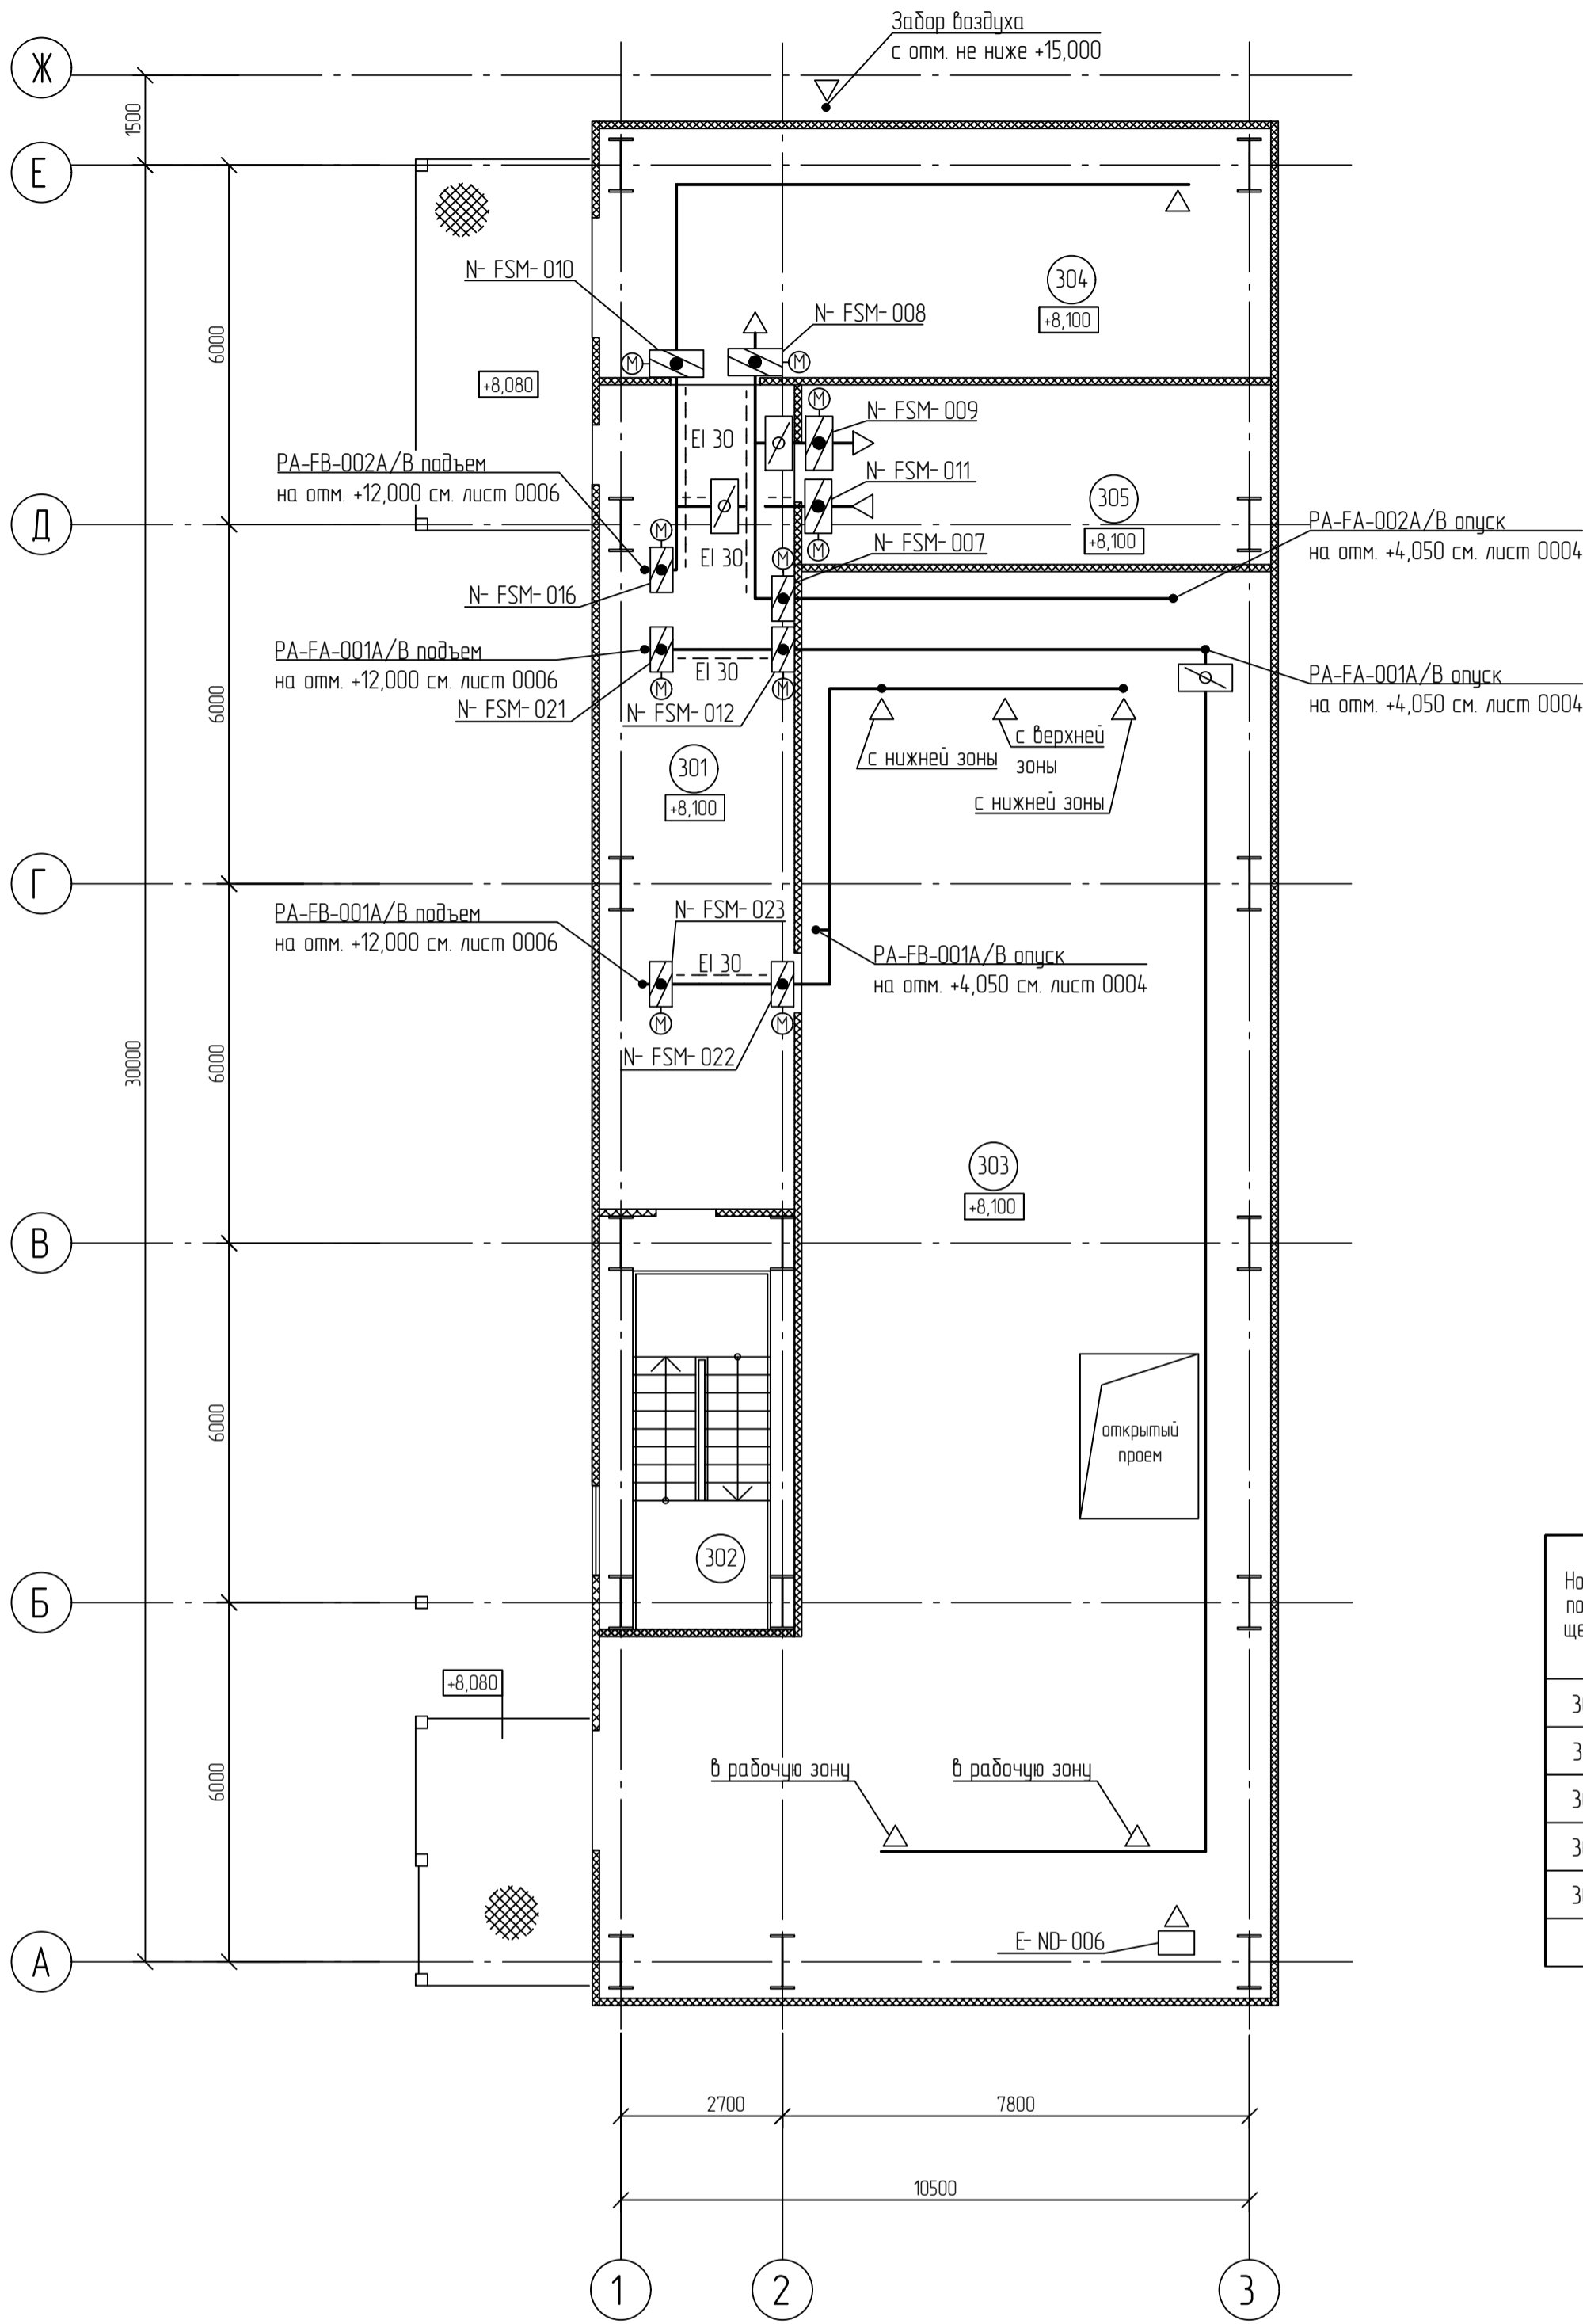 Забор воздуха
с отм. не ниже +15,000
Ж
1500
Е
N- FSM-010
304
+8,100
N- FSM-008
6000
+8,080
N- FSM-009
EI 30
PA-FB-002A/B подъем
на отм. +12,000 см. лист 0006
N- FSM-011
305
+8,100
Д
PA-FA-002A/B опуск
на отм. +4,050 см. лист 0004
N- FSM-007
EI 30
N- FSM-016
PA-FA-001A/B подъем
на отм. +12,000 см. лист 0006
EI 30
PA-FA-001A/B опуск
на отм. +4,050 см. лист 0004
N- FSM-021
N- FSM-012
6000
с нижней зоны
с верхней
зоны
с нижней зоны
301
+8,100
M
M
M
M
M
M
M
M
M
M
Г
PA-FB-001A/B подъем
на отм. +12,000 см. лист 0006
N- FSM-023
EI 30
PA-FB-001A/B опуск
на отм. +4,050 см. лист 0004
N- FSM-022
30000
6000
303
+8,100
В
6000
открытый
проем
302
Б
+8,080
6000
в рабочую зону
в рабочую зону
E- ND-006
А
2700
7800
10500
1
2
3